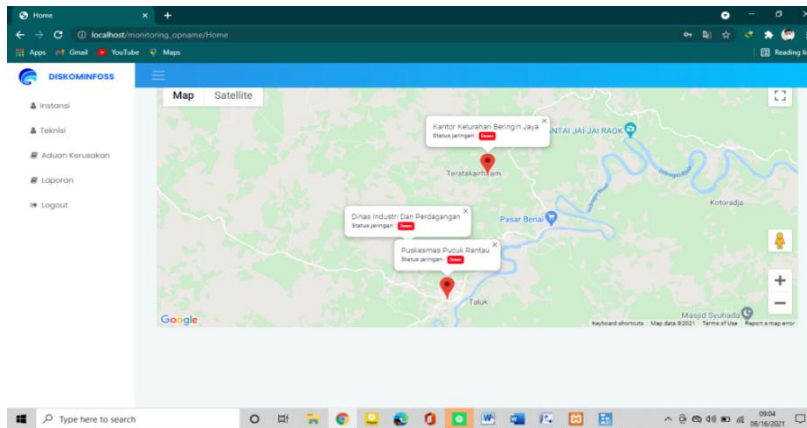 Home
localhost/monitoring_opname/Home
Apps
Gmail
YouTube
Maps
Reading
DISKOMINFOSS
Instansi
Teknisi
Aduan Kerusakan
Laporan
Logout
Map
Satellite
Kantor Kelurahan Beringin Jaya
Status jaringan : Down
NTAI JAI-JAI RAOK
Kotoradja
Dinas Industri Dan Perdagangan
Status jaringan : Down
Pasar Benai
Puskesmas Pucuk Rantau
Status jaringan : Down
Taluk
Masjid Syuhada
Google
Keyboard shortcuts
Map data ©2021
Terms of Use
Report a map error
Type here to search
09:04
08/16/2021